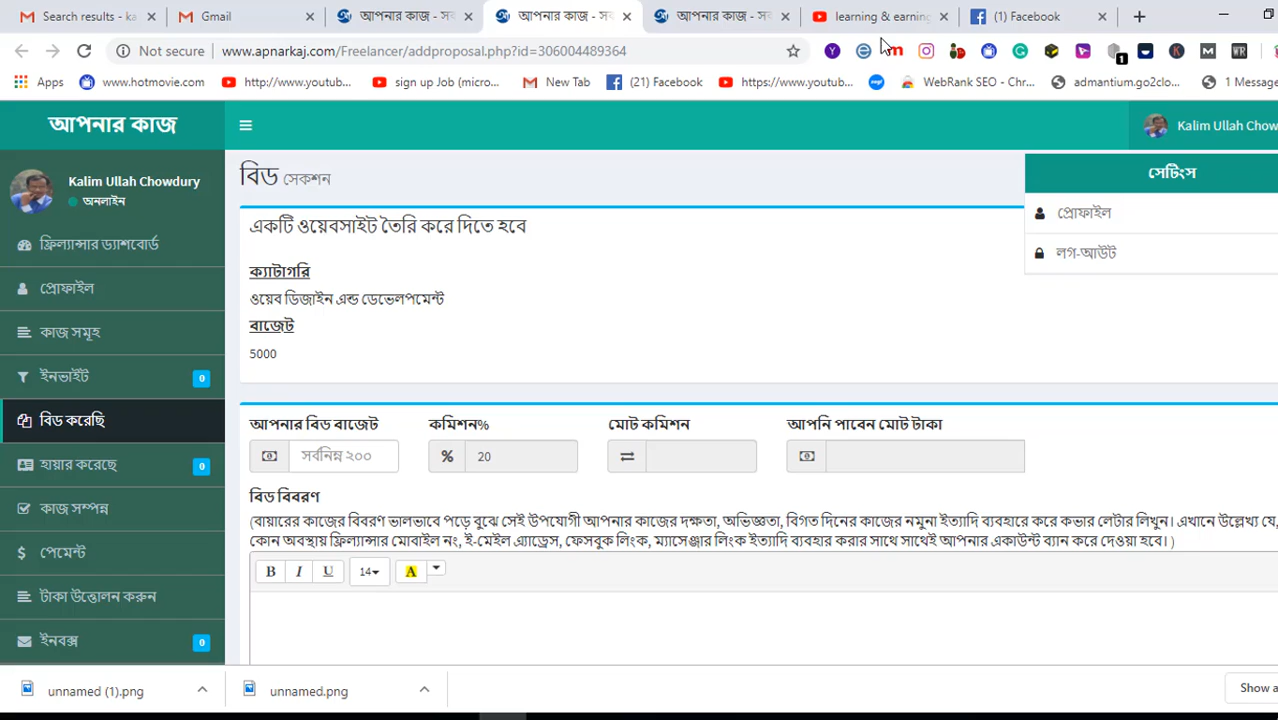 Search results - ka
Gmail
আপনার কাজ - সব
আপনার কাজ - সব
আপনার কাজ - সব
learning & earning
(1) Facebook
Not secure
www.apnarkaj.com/Freelancer/addproposal.php?id=306004489364
Apps
www.hotmovie.com
http://www.youtub...
sign up Job (micro...
New Tab
(21) Facebook
https://www.youtub...
WebRank SEO - Chr...
admantium.go2clo...
1 Message
আপনার কাজ
Kalim Ullah Chow
Kalim Ullah Chowdury
অনলাইন
বিড সেকশন
সেটিংস
প্রোফাইল
লগ-আউট
ফ্রিল্যান্সার ড্যাশবোর্ড
প্রোফাইল
কাজ সমূহ
ইনভাইট 0
বিড করেছি
হায়ার করেছে 0
কাজ সম্পন্ন
পেমেন্ট
টাকা উত্তোলন করুন
ইনবক্স 0
একটি ওয়েবসাইট তৈরি করে দিতে হবে
ক্যাটাগরি
ওয়েব ডিজাইন এন্ড ডেভেলপমেন্ট
বাজেট
5000
আপনার বিড বাজেট কমিশন% মোট কমিশন আপনি পাবেন মোট টাকা
সর্বনিম্ন ২০০ % 20
বিড বিবরণ
(বায়ারের কাজের বিবরণ ভালভাবে পড়ে বুঝে সেই উপযোগী আপনার কাজের দক্ষতা, অভিজ্ঞতা, বিগত দিনের কাজের নমুনা ইত্যাদি ব্যবহারে করে কভার লেটার লিখুন। এখানে উল্লেখ্য যে,
কোন অবস্থায় ফ্রিল্যান্সার মোবাইল নং, ই-মেইল এ্যাড্রেস, ফেসবুক লিংক, ম্যাসেঞ্জার লিংক ইত্যাদি ব্যবহার করার সাথে সাথেই আপনার একাউন্ট ব্যান করে দেওয়া হবে। )
B I U 14 A
unnamed (1).png
unnamed.png
Show a